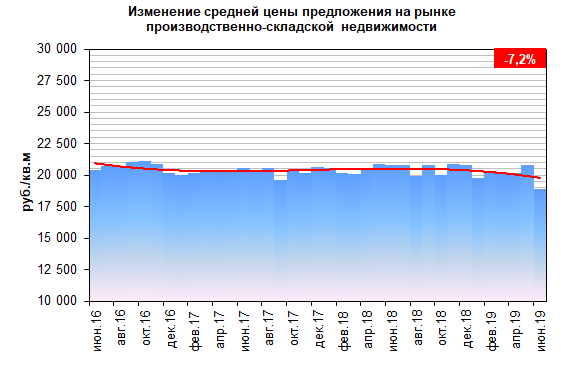 Изменение средней цены предложения на рынке
производственно-складской недвижимости
-7,2%
руб./кв.м
30 000
27 500
25 000
22 500
20 000
17 500
15 000
12 500
10 000
июн.16
авг.16
окт.16
дек.16
фев.17
апр.17
июн.17
авг.17
окт.17
дек.17
фев.18
апр.18
июн.18
авг.18
окт.18
дек.18
фев.19
апр.19
июн.19